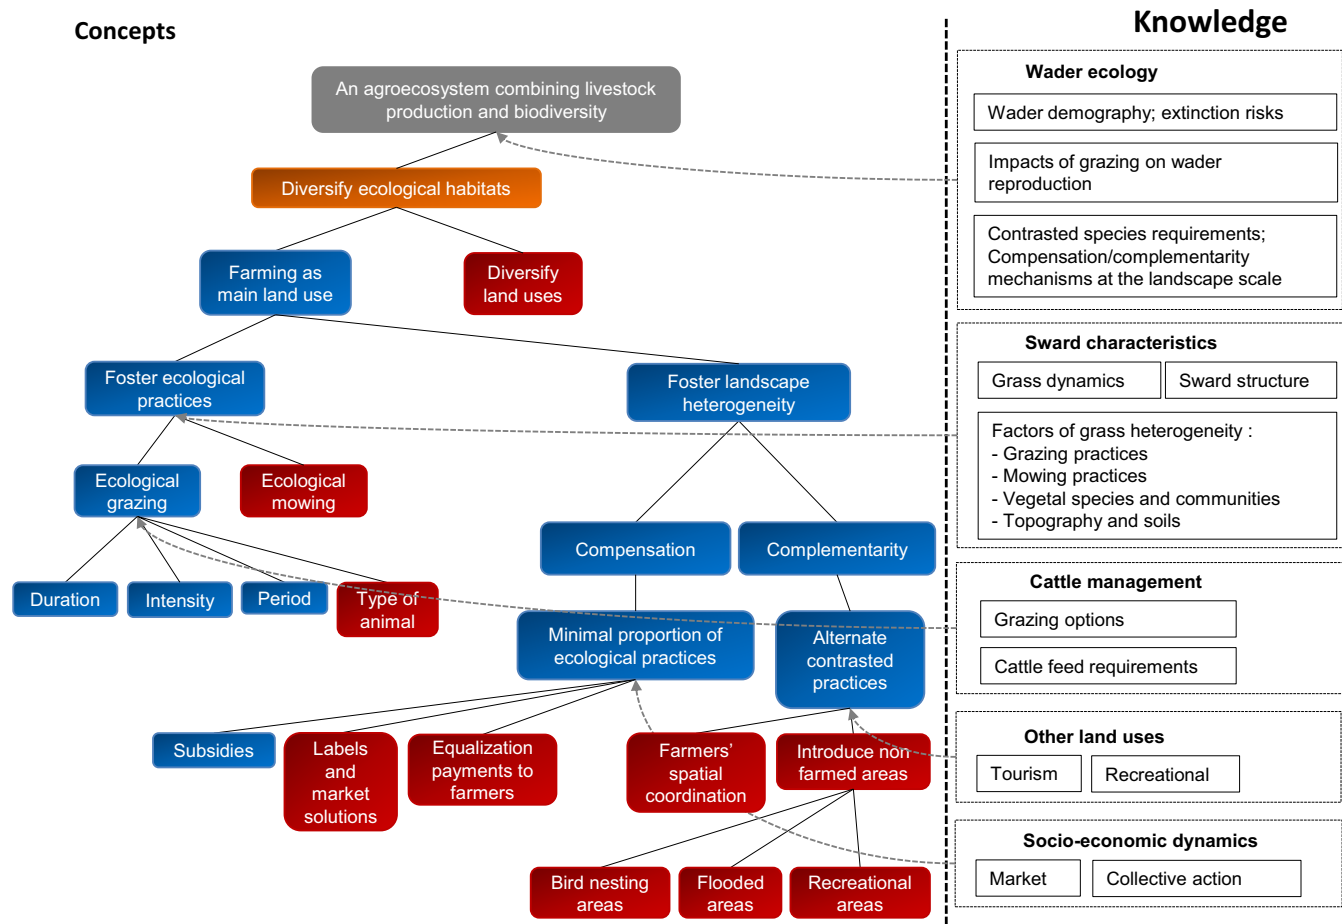 Concepts
Knowledge
An agroecosystem combining livestock
production and biodiversity
Diversify ecological habitats
Farming as
main land use
Diversify
land uses
Foster ecological
practices
Foster landscape
heterogeneity
Ecological
grazing
Ecological
mowing
Compensation
Complementarity
Duration
Intensity
Period
Type of
animal
Minimal proportion of
ecological practices
Alternate
contrasted
practices
Subsidies
Labels
and
market
solutions
Equalization
payments to
farmers
Farmers'
spatial
coordination
Introduce non
farmed areas
Bird nesting
areas
Flooded
areas
Recreational
areas
Wader ecology
Wader demography; extinction risks
Impacts of grazing on wader
reproduction
Contrasted species requirements;
Compensation/complementarity
mechanisms at the landscape scale
Sward characteristics
Grass dynamics
Sward structure
Factors of grass heterogeneity :
- Grazing practices
- Mowing practices
- Vegetal species and communities
- Topography and soils
Cattle management
Grazing options
Cattle feed requirements
Other land uses
Tourism
Recreational
Socio-economic dynamics
Market
Collective action